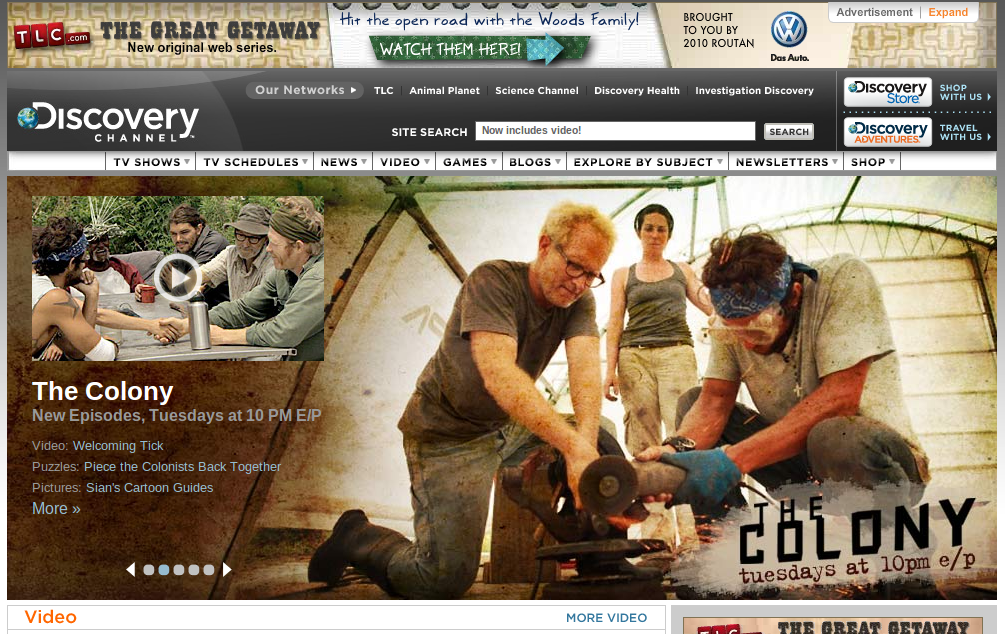 TLC.com
THE GREAT GETAWAY
New original web series.
Hit the open road with the Woods Family!
WATCH THEM HERE!
BROUGHT
TO YOU BY
2010 ROUTAN
Das Auto.
Advertisement | Expand
Our Networks
TLC | Animal Planet | Science Channel | Discovery Health | Investigation Discovery
Discovery
CHANNEL™
SITE SEARCH
Now includes video!
SEARCH
Discovery
Store
SHOP
WITH US
Discovery
ADVENTURES
TRAVEL
WITH US
TV SHOWS TV SCHEDULES NEWS VIDEO GAMES BLOGS EXPLORE BY SUBJECT NEWSLETTERS SHOP
The Colony
New Episodes, Tuesdays at 10 PM E/P
Video: Welcoming Tick
Puzzles: Piece the Colonists Back Together
Pictures: Sian's Cartoon Guides
More »
THE
COLONY
tuesdays at 10pm e/p
Video
MORE VIDEO
THE GREAT GETAWAY